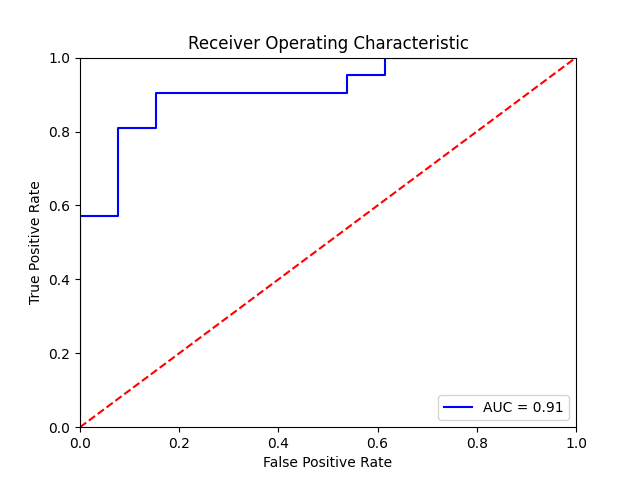 Receiver Operating Characteristic
1.0
0.8
0.6
0.4
0.2
0.0
True Positive Rate
AUC = 0.91
0.0 0.2 0.4 0.6 0.8 1.0
False Positive Rate